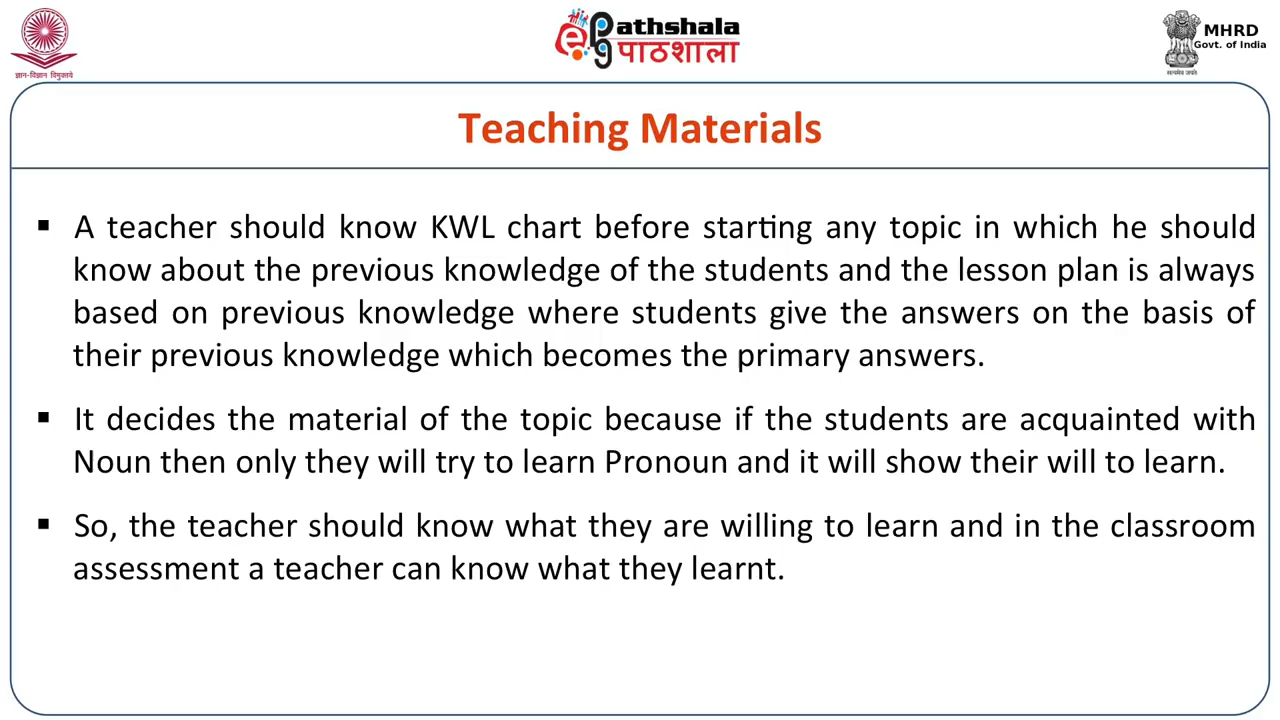 ज्ञान-विज्ञान विमुक्तये
ePathshala
पाठशाला
MHRD
Govt. of India
सत्यमेव जयते
Teaching Materials
▪ A teacher should know KWL chart before starting any topic in which he should
know about the previous knowledge of the students and the lesson plan is always
based on previous knowledge where students give the answers on the basis of
their previous knowledge which becomes the primary answers.
▪ It decides the material of the topic because if the students are acquainted with
Noun then only they will try to learn Pronoun and it will show their will to learn.
▪ So, the teacher should know what they are willing to learn and in the classroom
assessment a teacher can know what they learnt.